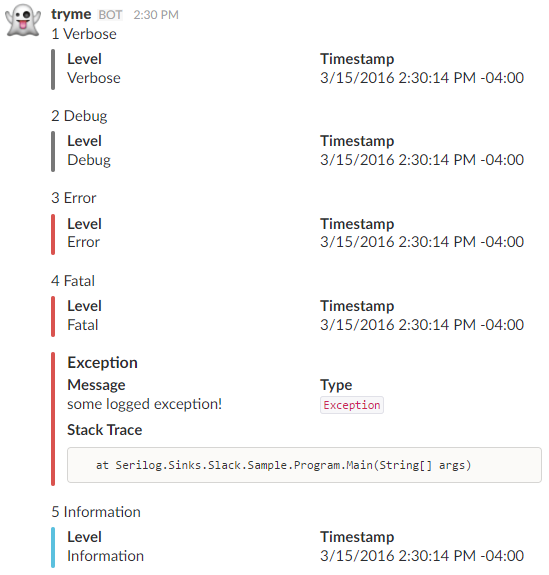 tryme BOT 2:30 PM
1 Verbose
Level Timestamp
Verbose 3/15/2016 2:30:14 PM -04:00
2 Debug
Level Timestamp
Debug 3/15/2016 2:30:14 PM -04:00
3 Error
Level Timestamp
Error 3/15/2016 2:30:14 PM -04:00
4 Fatal
Level Timestamp
Fatal 3/15/2016 2:30:14 PM -04:00
Exception
Message Type
some logged exception! Exception
Stack Trace
at Serilog.Sinks.Slack.Sample.Program.Main(String[] args)
5 Information
Level Timestamp
Information 3/15/2016 2:30:14 PM -04:00